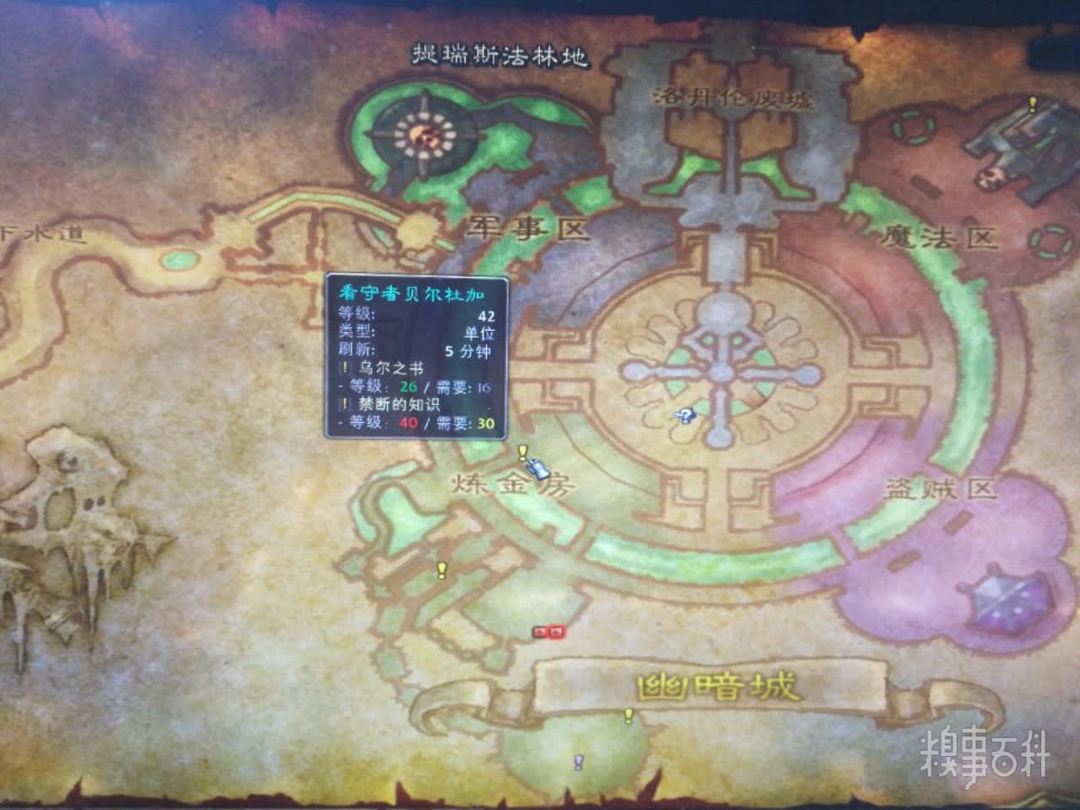 提瑞斯法林地
洛丹伦废墟
下水道
军事区
魔法区
看守者贝尔杜加
等级: 42
类型: 单位
刷新: 5 分钟
! 乌尔之书
- 等级: 26 / 需要: 16
! 禁断的知识
- 等级: 40 / 需要: 30
炼金房
盗贼区
幽暗城
糗事百科